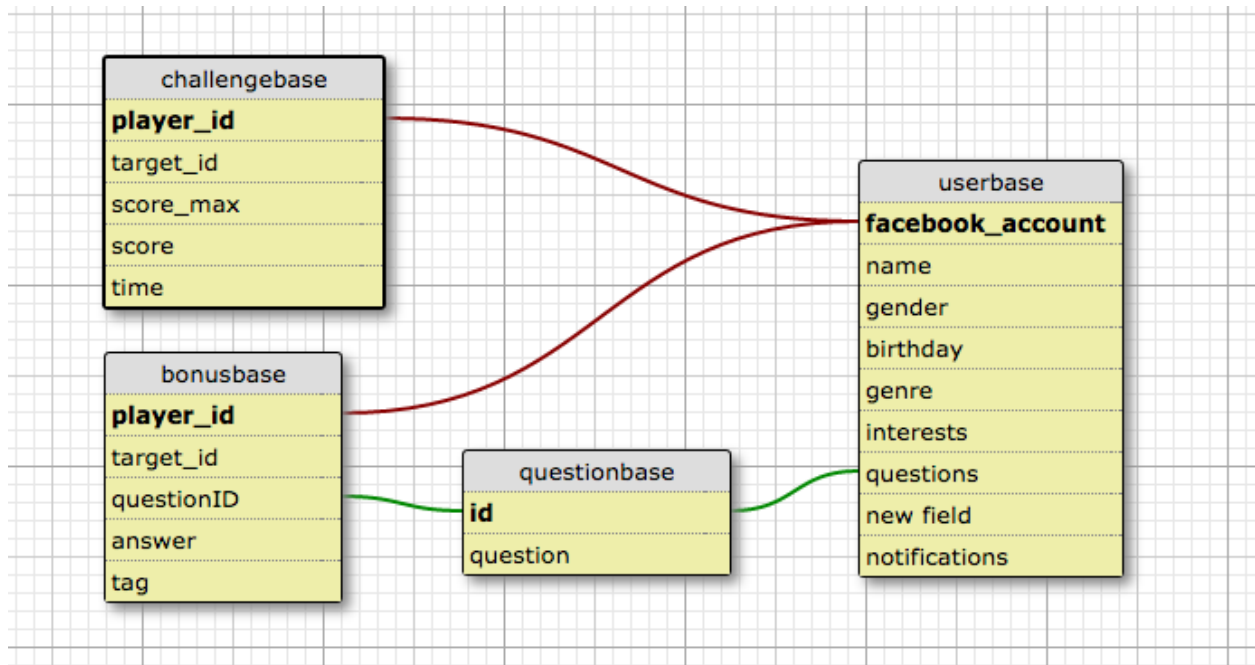 challengebase
player_id
target_id
score_max
score
time
bonusbase
player_id
target_id
questionID
answer
tag
questionbase
id
question
userbase
facebook_account
name
gender
birthday
genre
interests
questions
new field
notifications